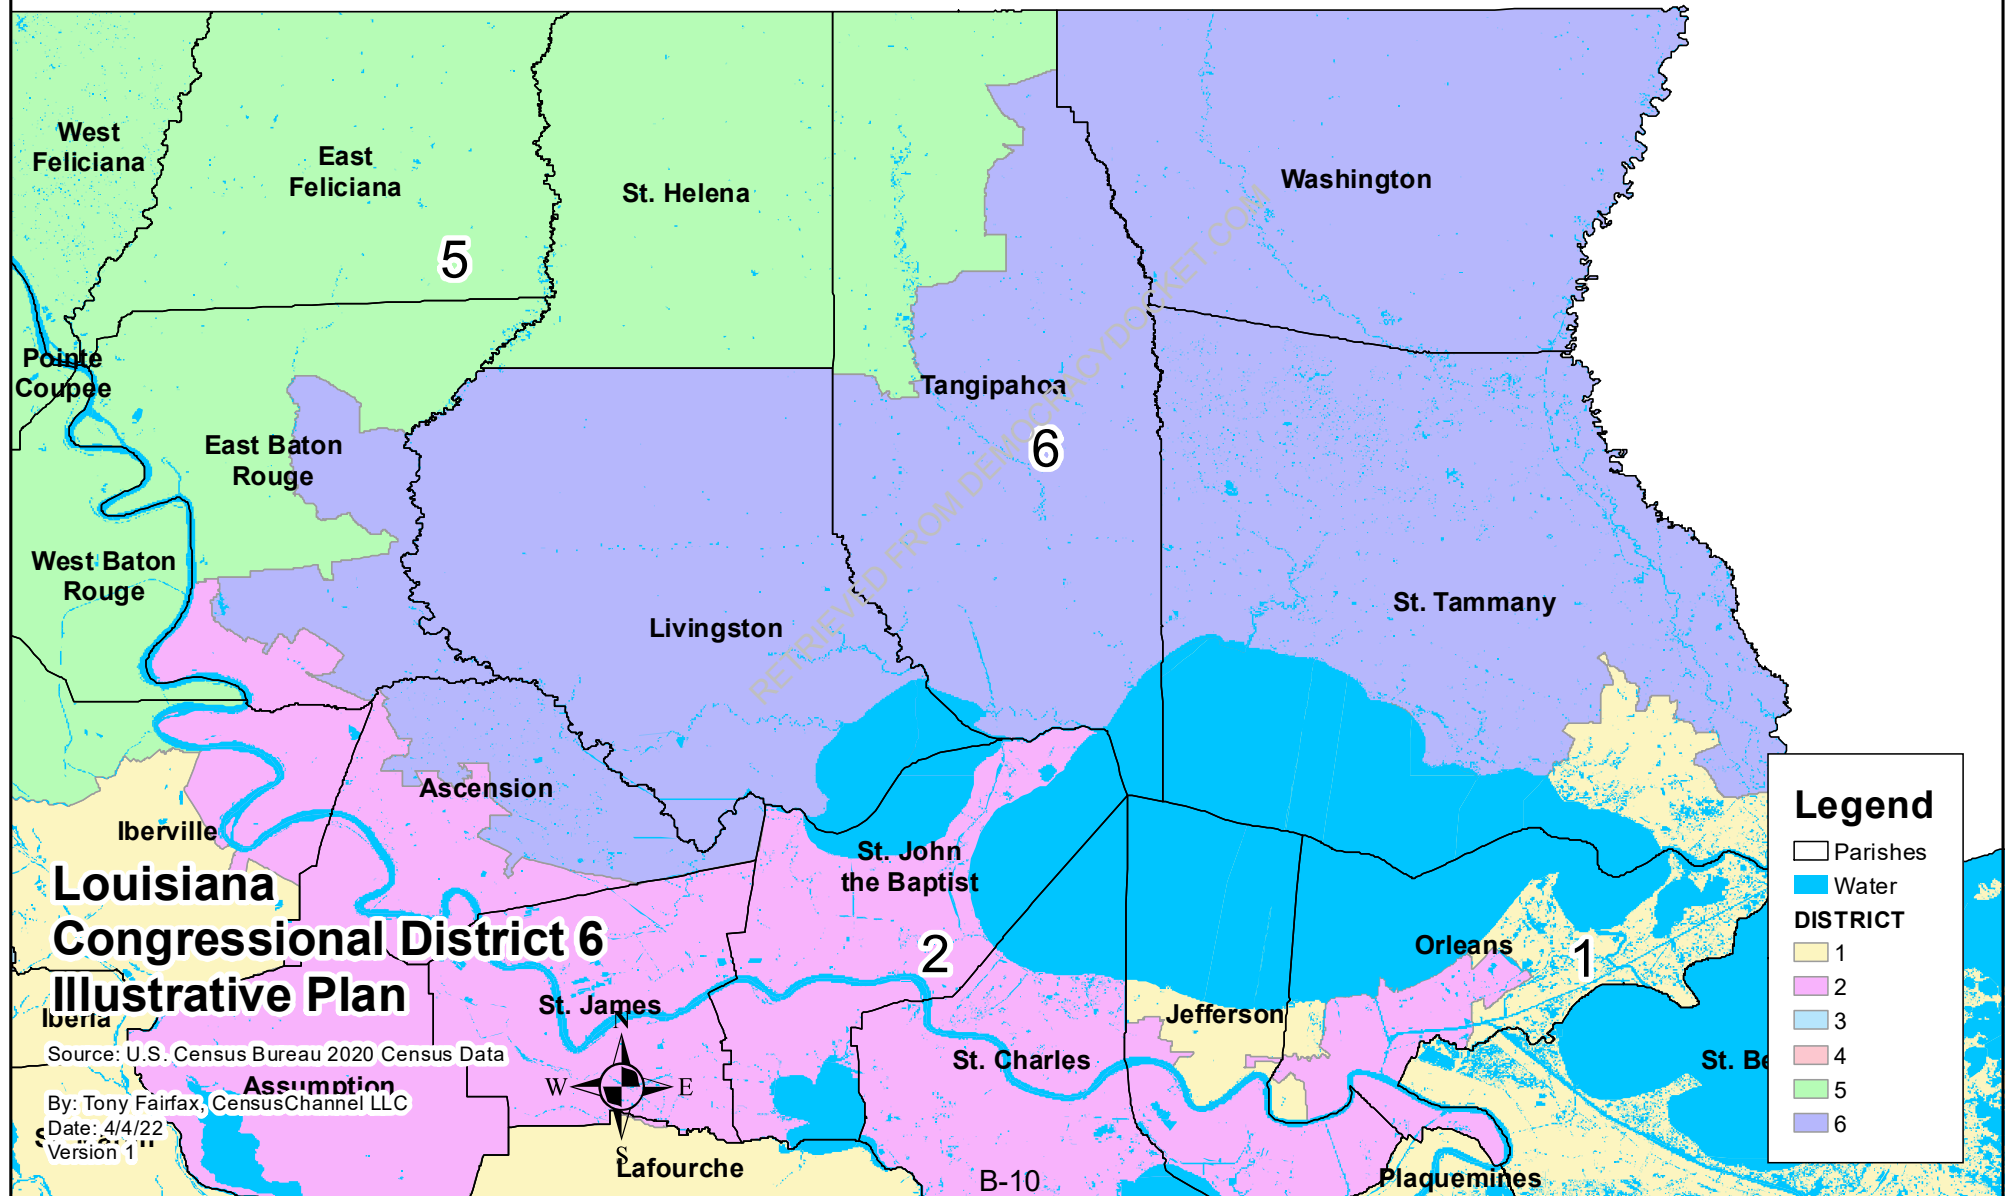 West
Feliciana
East
Feliciana
St. Helena
Washington
5
Pointe
Coupee
Tangipahoa
6
East Baton
Rouge
West Baton
Rouge
Livingston
St. Tammany
RETRIEVED FROM DEMOCRACYDOCKET.COM
Ascension
Iberville
St. John
the Baptist
2
Orleans
1
Jefferson
St. James
St. Charles
Iberia
Assumption
Lafourche
Plaquemines
Louisiana
Congressional District 6
Illustrative Plan
Source: U.S. Census Bureau 2020 Census Data
By: Tony Fairfax, CensusChannel LLC
Date: 4/4/22
Version 1
N
W
E
S
B-10
St. Be
Legend
Parishes
Water
DISTRICT
1
2
3
4
5
6